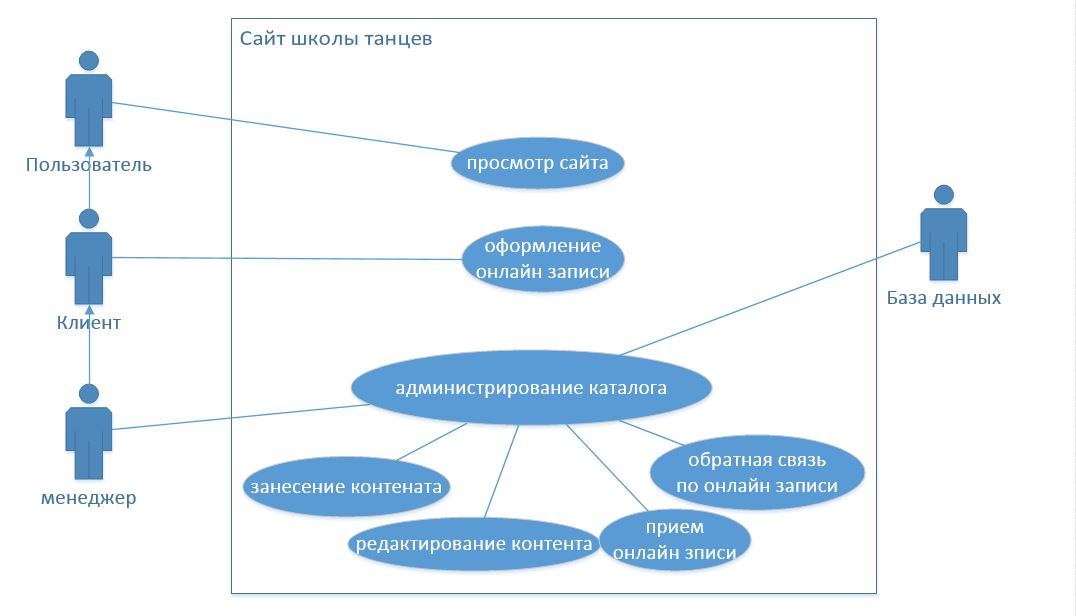 Сайт школы танцев
Пользователь
просмотр сайта
оформление
онлайн записи
База данных
Клиент
администрирование каталога
менеджер
обратная связь
по онлайн записи
занесение контената
редактирование контента
прием
онлайн зписи